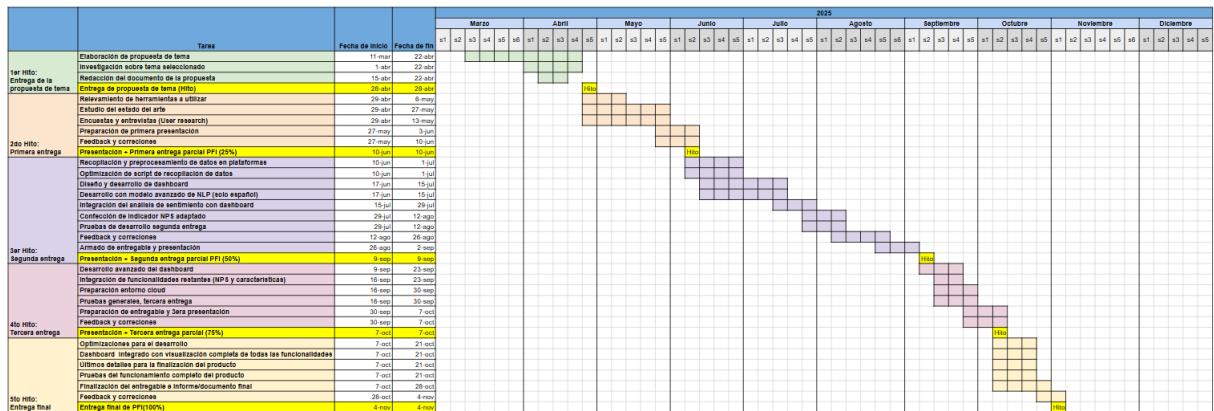 2025
Marzo Abril Mayo Junio Julio Agosto Septiembre Octubre Noviembre Diciembre
Tarea Fecha de inicio Fecha de fin s1 s2 s3 s4 s5 s6 s1 s2 s3 s4 s5 s1 s2 s3 s4 s5 s1 s2 s3 s4 s5 s1 s2 s3 s4 s5 s1 s2 s3 s4 s5 s6 s1 s2 s3 s4 s5 s1 s2 s3 s4 s5 s1 s2 s3 s4 s5 s6 s1 s2 s3 s4 s5
1er Hito: Entrega de la propuesta de tema
Elaboración de propuesta de tema 11-mar 22-abr
Investigación sobre tema seleccionado 1-abr 22-abr
Redacción del documento de la propuesta 15-abr 22-abr
Entrega de propuesta de tema (Hito) 28-abr 28-abr Hito
2do Hito: Primera entrega
Relevamiento de herramientas a utilizar 29-abr 6-may
Estudio del estado del arte 29-abr 27-may
Encuestas y entrevistas (User research) 29-abr 13-may
Preparación de primera presentación 27-may 3-jun
Feedback y correciones 27-may 10-jun
Presentación + Primera entrega parcial PFI (25%) 10-jun 10-jun Hito
3er Hito: Segunda entrega
Recopilación y preprocesamiento de datos en plataformas 10-jun 1-jul
Optimización de script de recopilación de datos 10-jun 1-jul
Diseño y desarrollo de dashboard 17-jun 15-jul
Desarrollo con modelo avanzado de NLP (solo español) 17-jun 15-jul
Integración del análisis de sentimiento con dashboard 15-jul 29-jul
Confección de indicador NPS adaptado 29-jul 12-ago
Pruebas de desarrollo segunda entrega 29-jul 12-ago
Feedback y correciones 12-ago 26-ago
Armado de entregable y presentación 26-ago 2-sep
Presentación + Segunda entrega parcial PFI (50%) 9-sep 9-sep Hito
4to Hito: Tercera entrega
Desarrollo avanzado del dashboard 9-sep 23-sep
Integración de funcionalidades restantes (NPS y características) 16-sep 23-sep
Preparación entorno cloud 16-sep 30-sep
Pruebas generales, tercera entrega 16-sep 30-sep
Preparación de entregable y 3era presentación 30-sep 7-oct
Feedback y correciones 30-sep 7-oct
Presentación + Tercera entrega parcial (75%) 7-oct 7-oct Hito
5to Hito: Entrega final
Optimizaciones para el desarrollo 7-oct 21-oct
Dashboard integrado con visualización completa de todas las funcionalidades 7-oct 21-oct
Últimos detalles para la finalización del producto 7-oct 21-oct
Pruebas del funcionamiento completo del producto 7-oct 21-oct
Finalización del entregable e informe/documento final 7-oct 28-oct
Feedback y correciones 28-oct 4-nov
Entrega final de PFI(100%) 4-nov 4-nov Hito